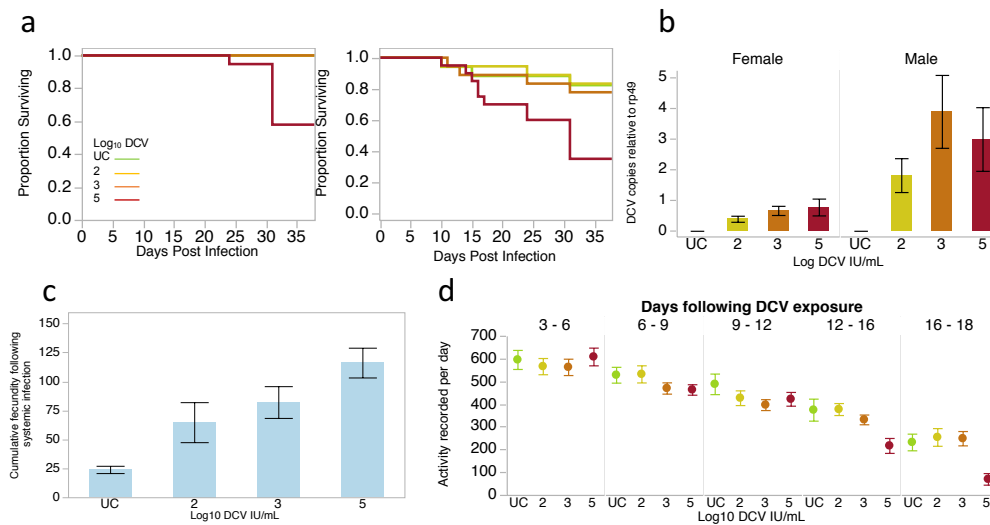 a
Proportion Surviving
1.0
0.8
0.6
0.4
0.2
0.0
Log₁₀ DCV
UC
2
3
5
0 5 10 15 20 25 30 35
Days Post Infection
Proportion Surviving
1.0
0.8
0.6
0.4
0.2
0.0
0 5 10 15 20 25 30 35
Days Post Infection
b
Female Male
DCV copies relative to rp49
5
4
3
2
1
0
UC 2 3 5 UC 2 3 5
Log DCV IU/mL
c
Cumulative fecundity following
systemic infection
150
125
100
75
50
25
0
UC 2 3 5
Log10 DCV IU/mL
d
Days following DCV exposure
3 - 6 6 - 9 9 - 12 12 - 16 16 - 18
Activity recorded per day
700
600
500
400
300
200
100
0
UC 2 3 5 UC 2 3 5 UC 2 3 5 UC 2 3 5 UC 2 3 5
Log10 DCV IU/mL